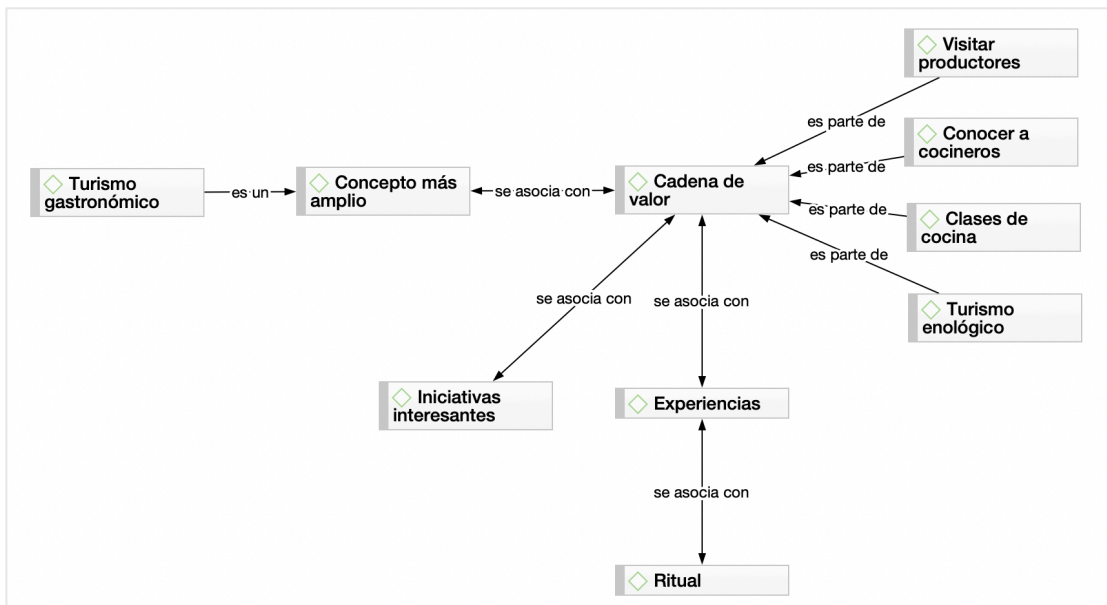 Visitar
productores
es parte de
Conocer a
cocineros
es parte de
Turismo
gastronómico
es un
Concepto más
amplio
se asocia con
Cadena de
valor
es parte de
Clases de
cocina
es parte de
Turismo
enológico
se asocia con
se asocia con
Iniciativas
interesantes
Experiencias
se asocia con
Ritual